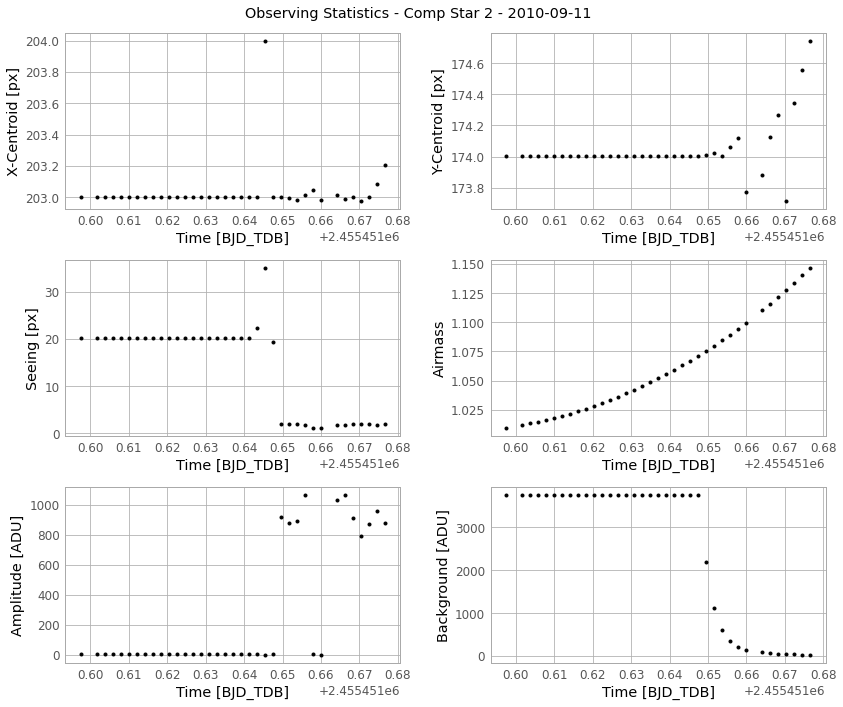 Observing Statistics - Comp Star 2 - 2010-09-11
X-Centroid [px]
204.0
203.8
203.6
203.4
203.2
203.0
0.60 0.61 0.62 0.63 0.64 0.65 0.66 0.67 0.68
Time [BJD_TDB]
+2.455451e6
Y-Centroid [px]
174.6
174.4
174.2
174.0
173.8
0.60 0.61 0.62 0.63 0.64 0.65 0.66 0.67 0.68
Time [BJD_TDB]
+2.455451e6
Seeing [px]
30
20
10
0
0.60 0.61 0.62 0.63 0.64 0.65 0.66 0.67 0.68
Time [BJD_TDB]
+2.455451e6
Airmass
1.150
1.125
1.100
1.075
1.050
1.025
0.60 0.61 0.62 0.63 0.64 0.65 0.66 0.67 0.68
Time [BJD_TDB]
+2.455451e6
Amplitude [ADU]
1000
800
600
400
200
0
0.60 0.61 0.62 0.63 0.64 0.65 0.66 0.67 0.68
Time [BJD_TDB]
+2.455451e6
Background [ADU]
3000
2000
1000
0
0.60 0.61 0.62 0.63 0.64 0.65 0.66 0.67 0.68
Time [BJD_TDB]
+2.455451e6